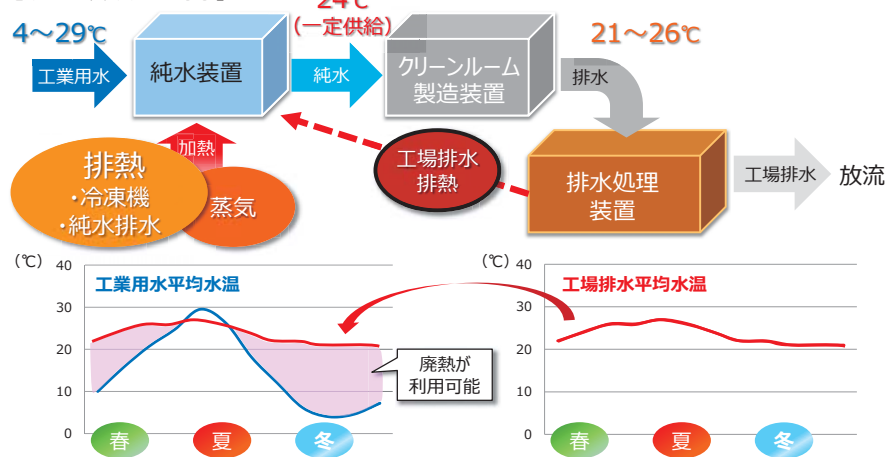 4～29℃
24℃
（一定供給）
21～26℃
工業用水
純水装置
純水
クリーンルーム
製造装置
排水
加熱
排熱
・冷凍機
・純水排水
蒸気
工場排水
排熱
排水処理
装置
工場排水
放流
（℃）
工業用水平均水温
40
30
20
10
0
廃熱が
利用可能
春
夏
冬
（℃）
工場排水平均水温
40
30
20
10
0
春
夏
冬